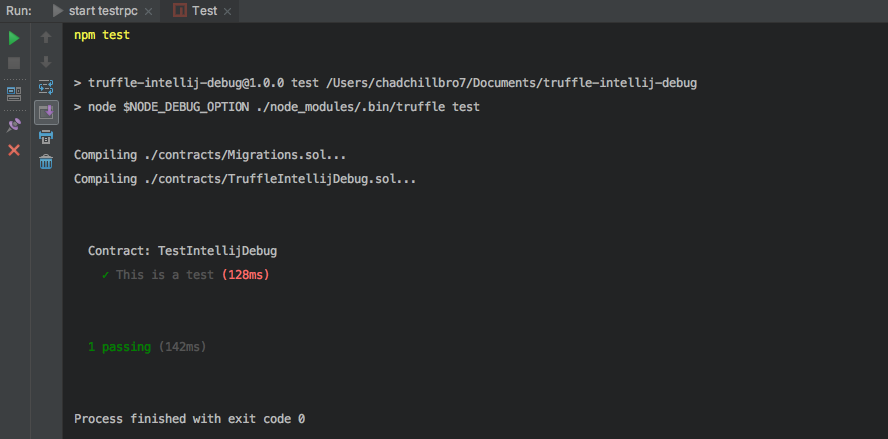 Run: start testrpc Test
npm test
> truffle-intellij-debug@1.0.0 test /Users/chadchillbro7/Documents/truffle-intellij-debug
> node $NODE_DEBUG_OPTION ./node_modules/.bin/truffle test
Compiling ./contracts/Migrations.sol...
Compiling ./contracts/TruffleIntellijDebug.sol...
Contract: TestIntellijDebug
✓ This is a test (128ms)
1 passing (142ms)
Process finished with exit code 0